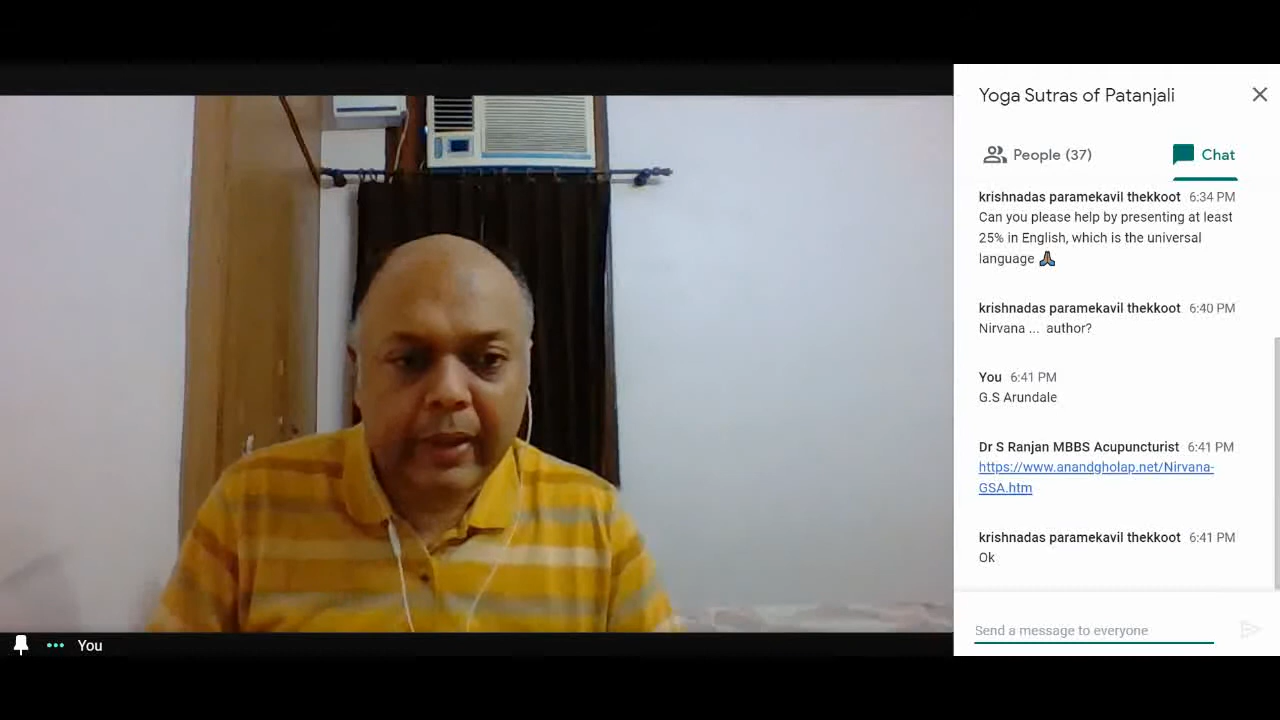 Yoga Sutras of Patanjali
People (37)
Chat
krishnadas paramekavil thekkoot 6:34 PM
Can you please help by presenting at least
25% in English, which is the universal
language 🙏🏾
krishnadas paramekavil thekkoot 6:40 PM
Nirvana ... author?
You 6:41 PM
G.S Arundale
Dr S Ranjan MBBS Acupuncturist 6:41 PM
https://www.anandgholap.net/Nirvana-
GSA.htm
krishnadas paramekavil thekkoot 6:41 PM
Ok
Send a message to everyone
You